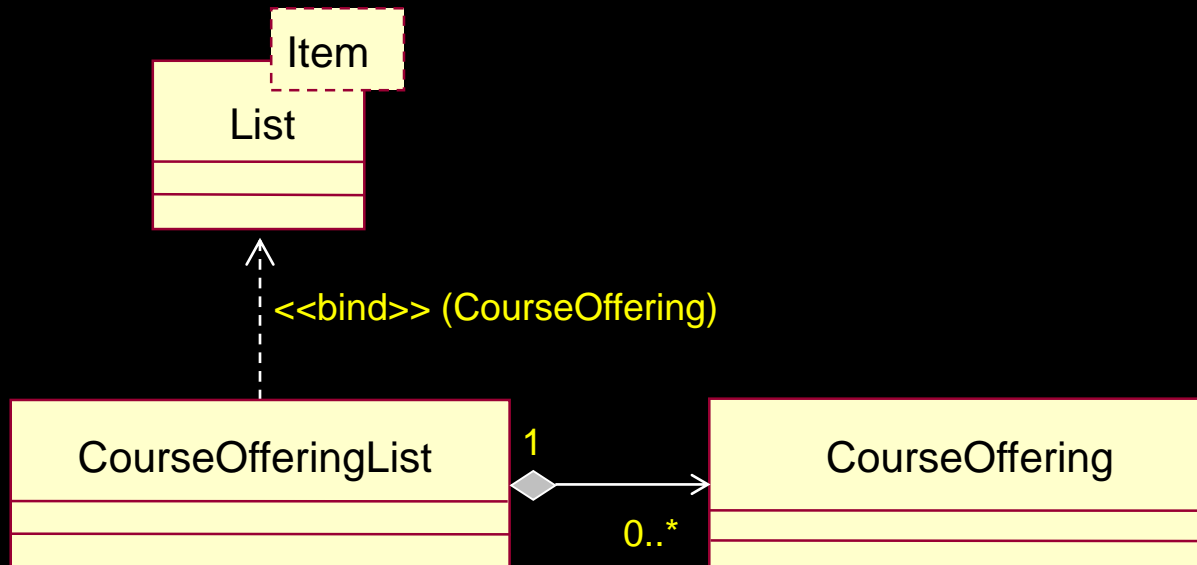 Item
List
<<bind>> (CourseOffering)
CourseOfferingList
1
0..*
CourseOffering